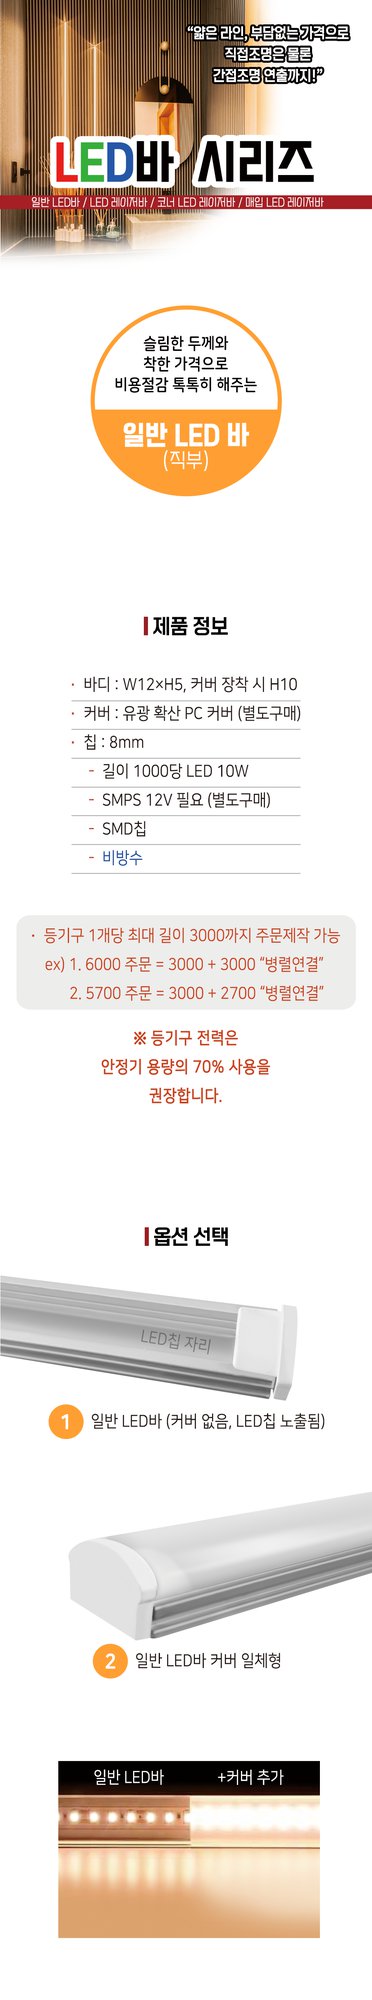 “얇은 라인, 부담없는 가격으로
직접조명은 물론
간접조명 연출까지!”
LED바 시리즈
일반 LED바 / LED 레이저바 / 코너 LED 레이저바 / 매입 LED 레이저바
슬림한 두께와
착한 가격으로
비용절감 톡톡히 해주는
일반 LED 바
(직부)
제품 정보
· 바디 : W12×H5, 커버 장착 시 H10
· 커버 : 유광 확산 PC 커버 (별도구매)
· 칩 : 8mm
- 길이 1000당 LED 10W
- SMPS 12V 필요 (별도구매)
- SMD칩
- 비방수
· 등기구 1개당 최대 길이 3000까지 주문제작 가능
ex) 1. 6000 주문 = 3000 + 3000 “병렬연결”
2. 5700 주문 = 3000 + 2700 “병렬연결”
※ 등기구 전력은
안정기 용량의 70% 사용을
권장합니다.
옵션 선택
LED칩 자리
1 일반 LED바 (커버 없음, LED칩 노출됨)
2 일반 LED바 커버 일체형
일반 LED바 +커버 추가